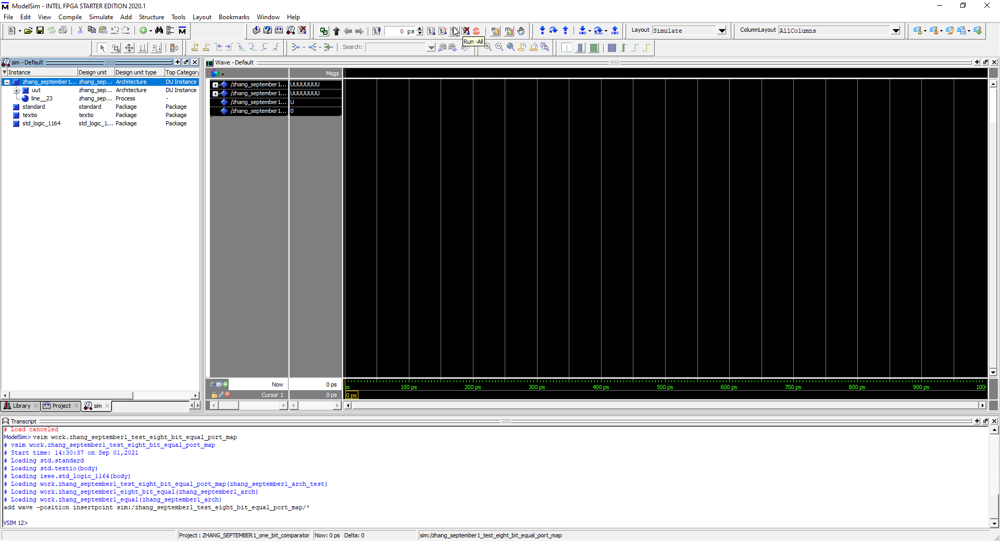 ModelSim - INTEL FPGA STARTER EDITION 2020.1
File Edit View Compile Simulate Add Structure Tools Layout Bookmarks Window Help
0 ps
Layout Simulate
ColumnLayout AllColumns
Run -All
Search:
sim - Default
Instance Design unit Design unit type Top Category
zhang_september1... zhang_sep... Architecture DU Instance
uut zhang_sep... Architecture DU Instance
line__23 zhang_sep... Process -
standard standard Package Package
textio textio Package Package
std_logic_1164 std_logic_1... Package Package
Library Project sim
Wave - Default
Msgs
/zhang_september1... UUUUUUUU
/zhang_september1... UUUUUUUU
/zhang_september1... U
/zhang_september1... 0
Now 0 ps
Cursor 1 0 ps
ps 100 ps 200 ps 300 ps 400 ps 500 ps 600 ps 700 ps 800 ps 900 ps 1000
0 ps
Transcript
# Load canceled
ModelSim> vsim work.zhang_september1_test_eight_bit_equal_port_map
# vsim work.zhang_september1_test_eight_bit_equal_port_map
# Start time: 14:30:37 on Sep 01,2021
# Loading std.standard
# Loading std.textio(body)
# Loading ieee.std_logic_1164(body)
# Loading work.zhang_september1_test_eight_bit_equal_port_map(zhang_september1_arch_test)
# Loading work.zhang_september1_eight_bit_equal(zhang_september1_arch)
# Loading work.zhang_september1_equal(zhang_september1_arch)
add wave -position insertpoint sim:/zhang_september1_test_eight_bit_equal_port_map/*
VSIM 12>
Project : ZHANG_SEPTEMBER1_one_bit_comparator Now: 0 ps Delta: 0 sim:/zhang_september1_test_eight_bit_equal_port_map